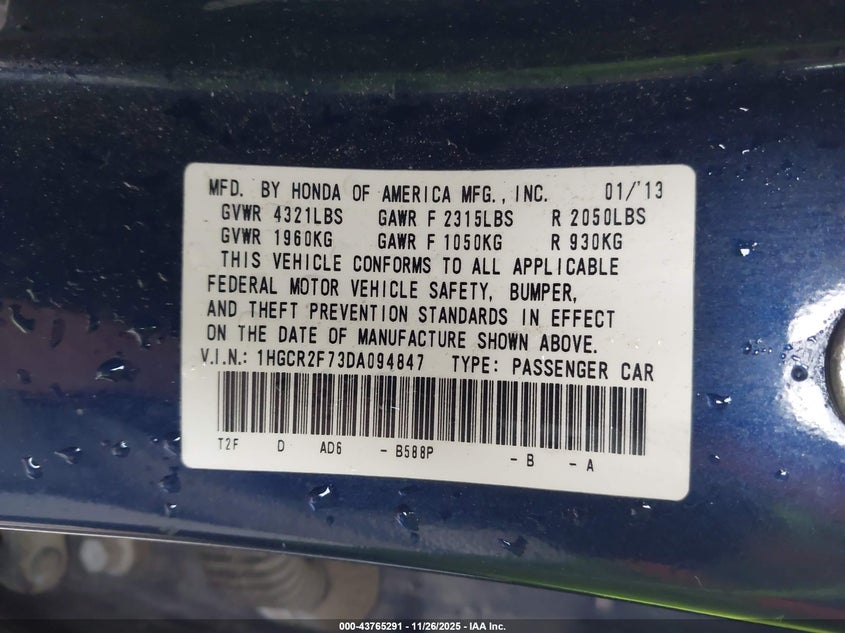 MFD. BY HONDA OF AMERICA MFG., INC. 01/'13
GVWR 4321LBS GAWR F 2315LBS R 2050LBS
GVWR 1960KG GAWR F 1050KG R 930KG
THIS VEHICLE CONFORMS TO ALL APPLICABLE
FEDERAL MOTOR VEHICLE SAFETY, BUMPER,
AND THEFT PREVENTION STANDARDS IN EFFECT
ON THE DATE OF MANUFACTURE SHOWN ABOVE.
V.I.N.: 1HGCR2F73DA094847 TYPE: PASSENGER CAR
T2F D AD6 - B588P - B - A
000-43765291 - 11/26/2025 - IAA Inc.